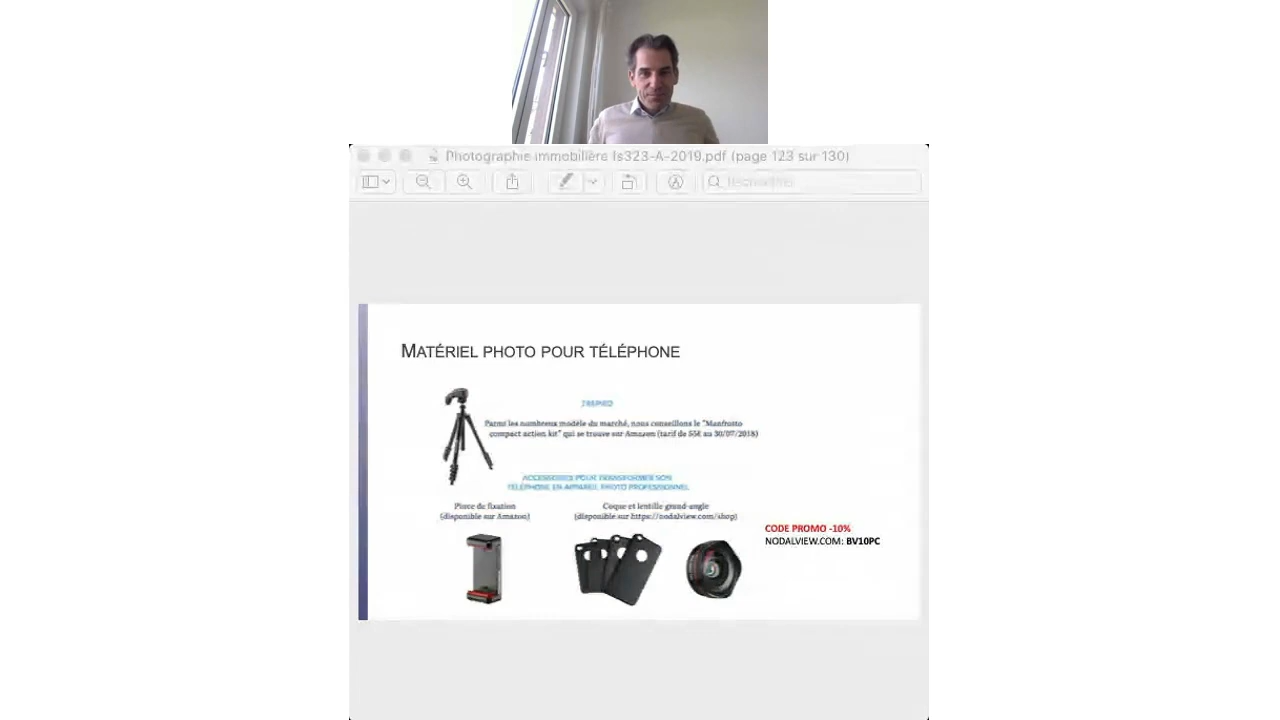 Photographie immobilière Is323-A-2019.pdf (page 123 sur 130)
Rechercher
MATÉRIEL PHOTO POUR TÉLÉPHONE
TRÉPIED
Parmi les nombreux modèle du marché, nous conseillons le "Manfrotto
compact action kit" qui se trouve sur Amazon (tarif de 55€ au 30/07/2018)
ACCESSOIRES POUR TRANSFORMER SON
TÉLÉPHONE EN APPAREIL PHOTO PROFESSIONNEL
Pince de fixation
(disponible sur Amazon)
Coque et lentille grand-angle
(disponible sur https://nodalview.com/shop)
CODE PROMO -10%
NODALVIEW.COM: BV10PC